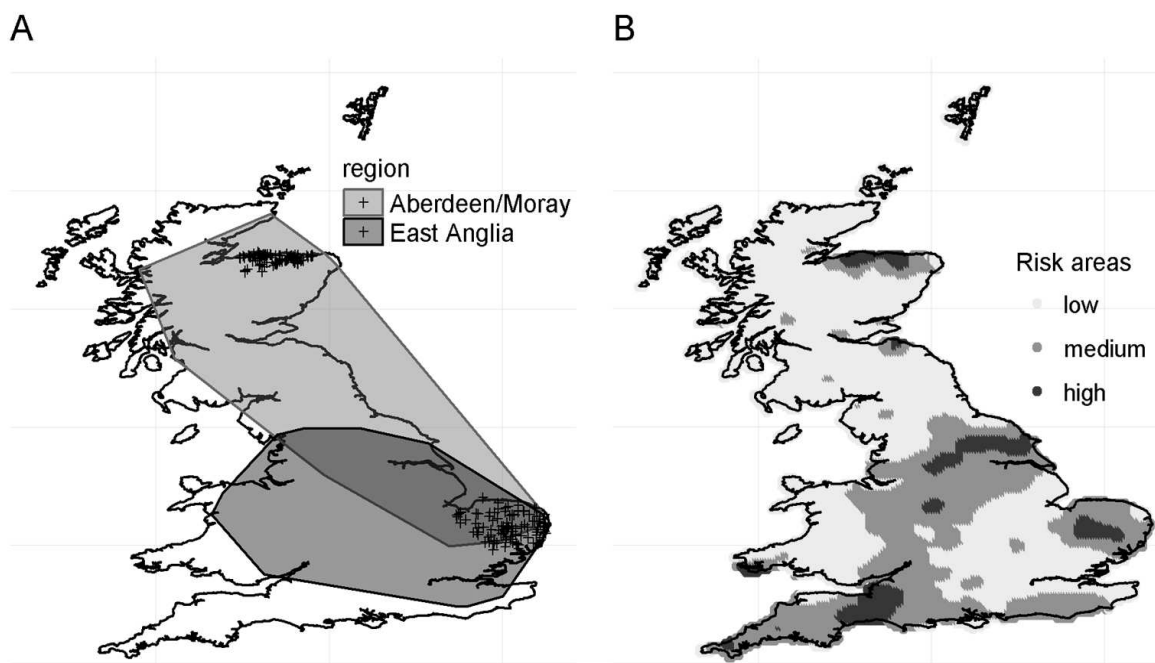 A
B
region
Aberdeen/Moray
East Anglia
Risk areas
low
medium
high